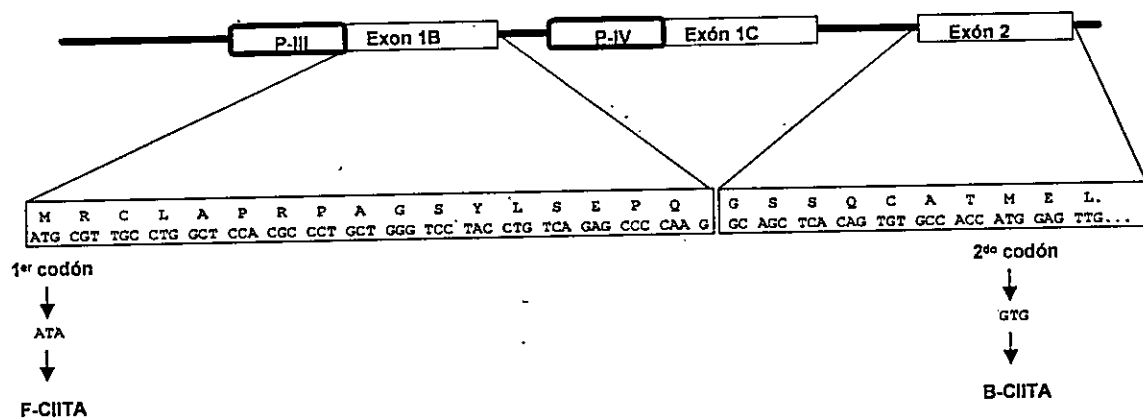 P-III Exon 1B P-IV Exón 1C Exón 2
M R C L A P R P A G S Y L S E P Q G S S Q C A T M E L.
ATG CGT TGC CTG GCT CCA CGC CCT GCT GGG TCC TAC CTG TCA GAG CCC CAA G GC AGC TCA CAG TGT GCC ACC ATG GAG TTG...
1er codón 2do codón
ATA GTG
F-CIITA B-CIITA